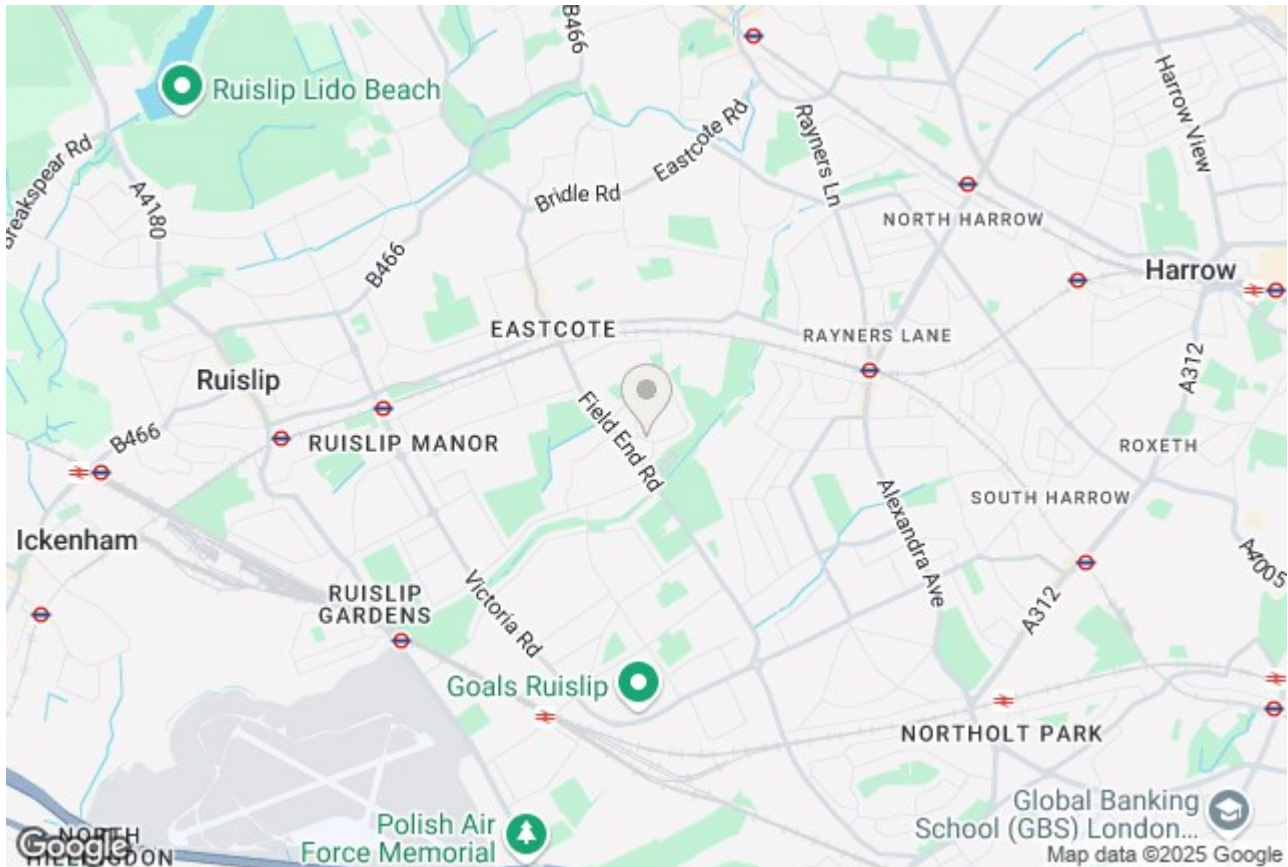 B466
Ruislip Lido Beach
Breakspear Rd
A4180
B466
Bridle Rd
Eastcote Rd
Rayners Ln
Harrow View
NORTH HARROW
Harrow
EASTCOTE
RAYNERS LANE
A312
Ruislip
B466
RUISLIP MANOR
Field End Rd
ROXETH
SOUTH HARROW
Alexandra Ave
A4005
Ickenham
RUISLIP
GARDENS
Victoria Rd
A312
Goals Ruislip
NORTHOLT PARK
Polish Air
Force Memorial
Global Banking
School (GBS) London...
NORTH
HILLINGDON
Google
Map data ©2025 Google